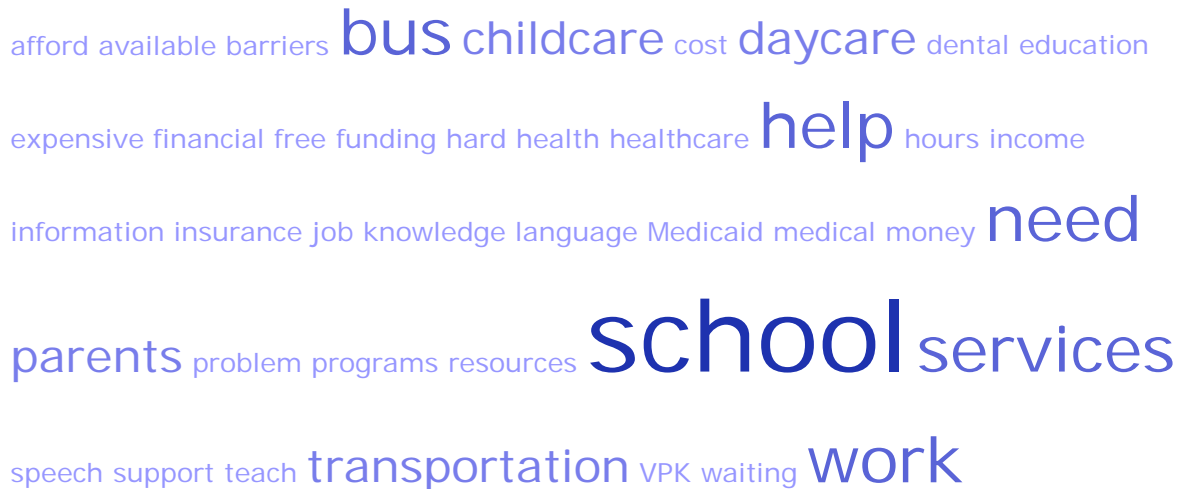 afford available barriers bus childcare cost daycare dental education
expensive financial free funding hard health healthcare help hours income
information insurance job knowledge language Medicaid medical money need
parents problem programs resources school services
speech support teach transportation VPK waiting work